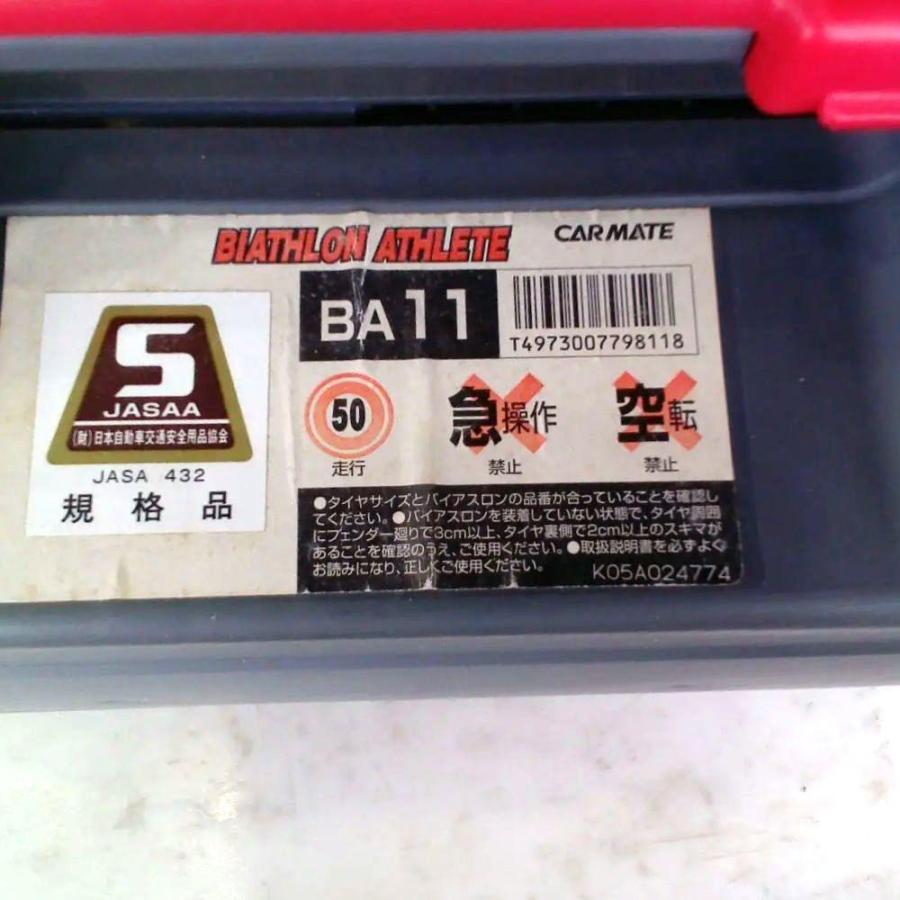 BIATHLON ATHLETE
CARMATE
BA11
T4973007798118
S
JASAA
(財)日本自動車交通安全用品協会
JASA 432
規格品
50
走行
急操作
禁止
空転
禁止
●タイヤサイズとバイアスロンの品番が合っていることを確認し
てください。●バイアスロンを装着していない状態で、タイヤ周囲
にフェンダー廻りで3cm以上、タイヤ裏側で2cm以上のスキマが
あることを確認のうえ、ご使用ください。●取扱説明書を必ずよく
お読みになり、正しくご使用ください。
K05A024774